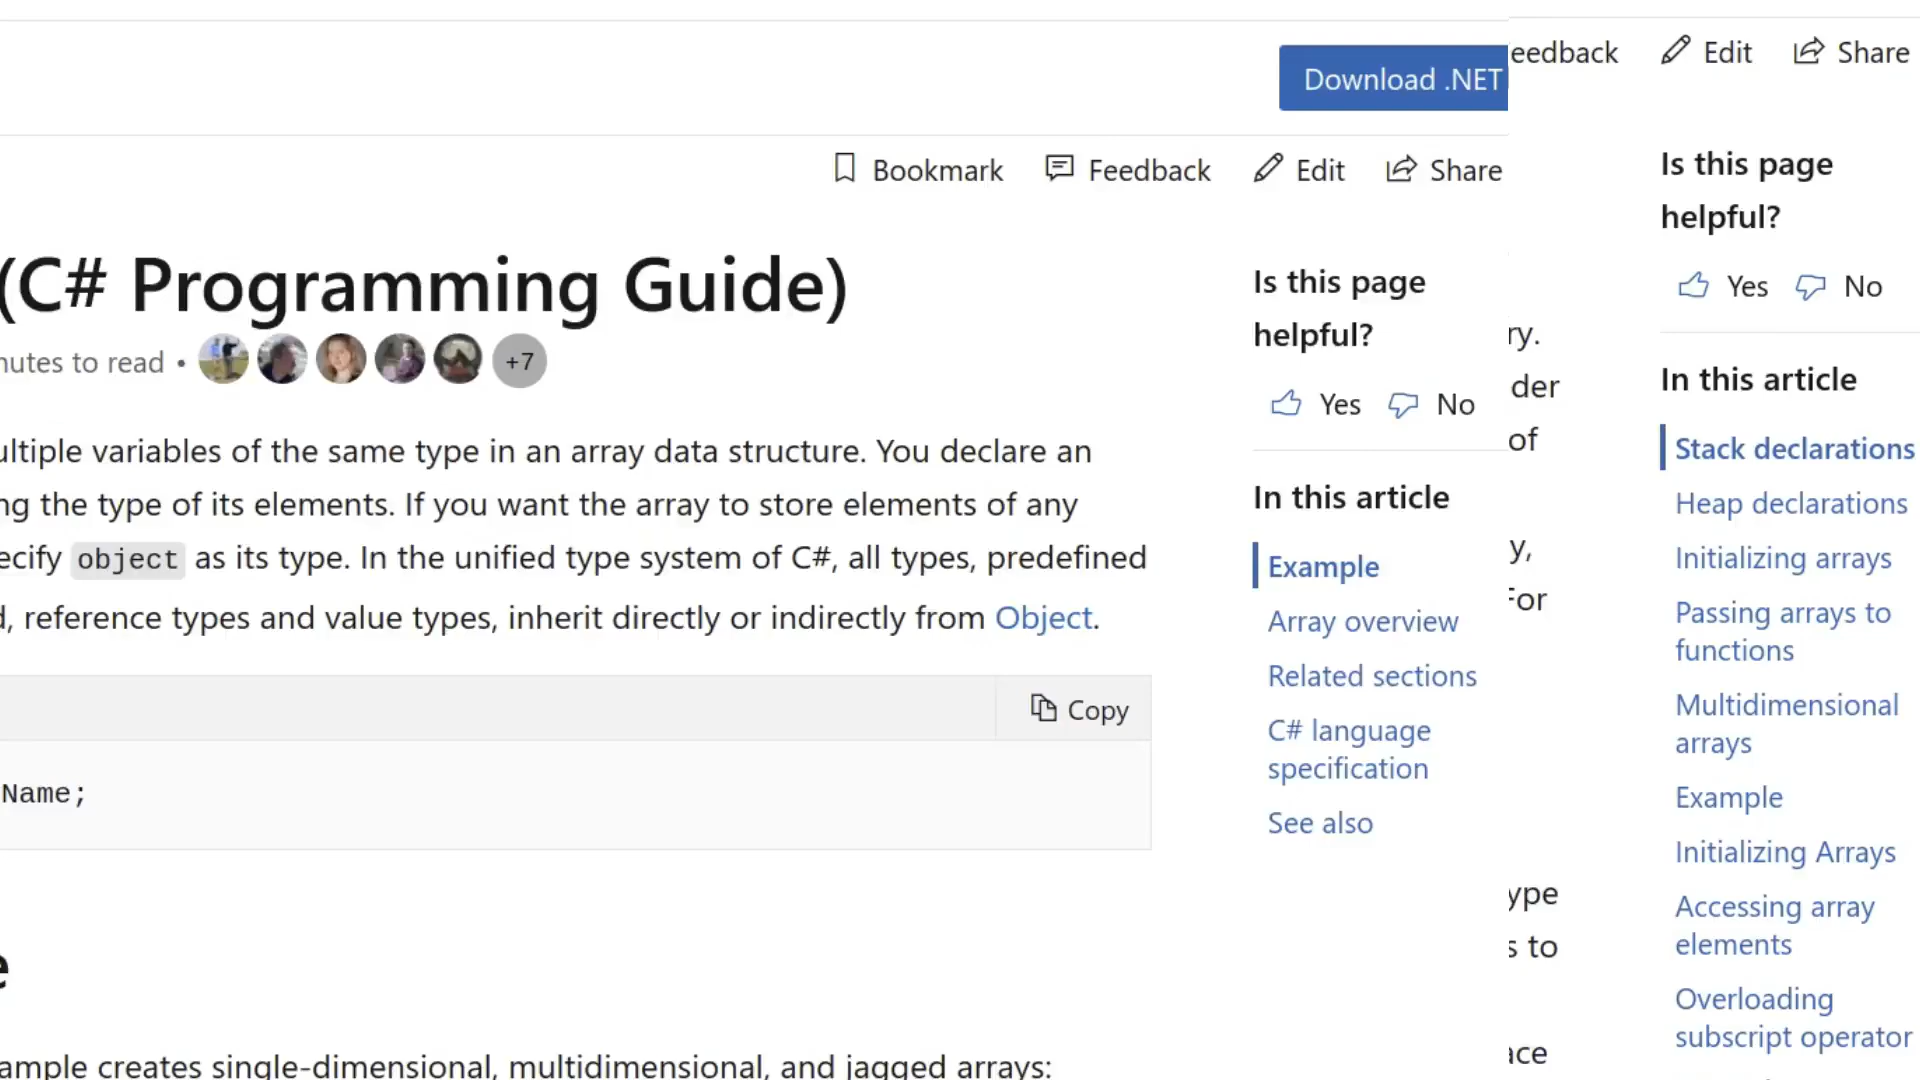 Download .NET
Bookmark Feedback Edit Share
(C# Programming Guide)
nutes to read • +7
ultiple variables of the same type in an array data structure. You declare an
ng the type of its elements. If you want the array to store elements of any
ecify object as its type. In the unified type system of C#, all types, predefined
d, reference types and value types, inherit directly or indirectly from Object.
Copy
Name;
e
ample creates single-dimensional, multidimensional, and jagged arrays:
Is this page
helpful?
Yes No
In this article
Example
Array overview
Related sections
C# language
specification
See also
eedback Edit Share
ry.
der
of
y,
For
ype
s to
ace
Is this page
helpful?
Yes No
In this article
Stack declarations
Heap declarations
Initializing arrays
Passing arrays to
functions
Multidimensional
arrays
Example
Initializing Arrays
Accessing array
elements
Overloading
subscript operator